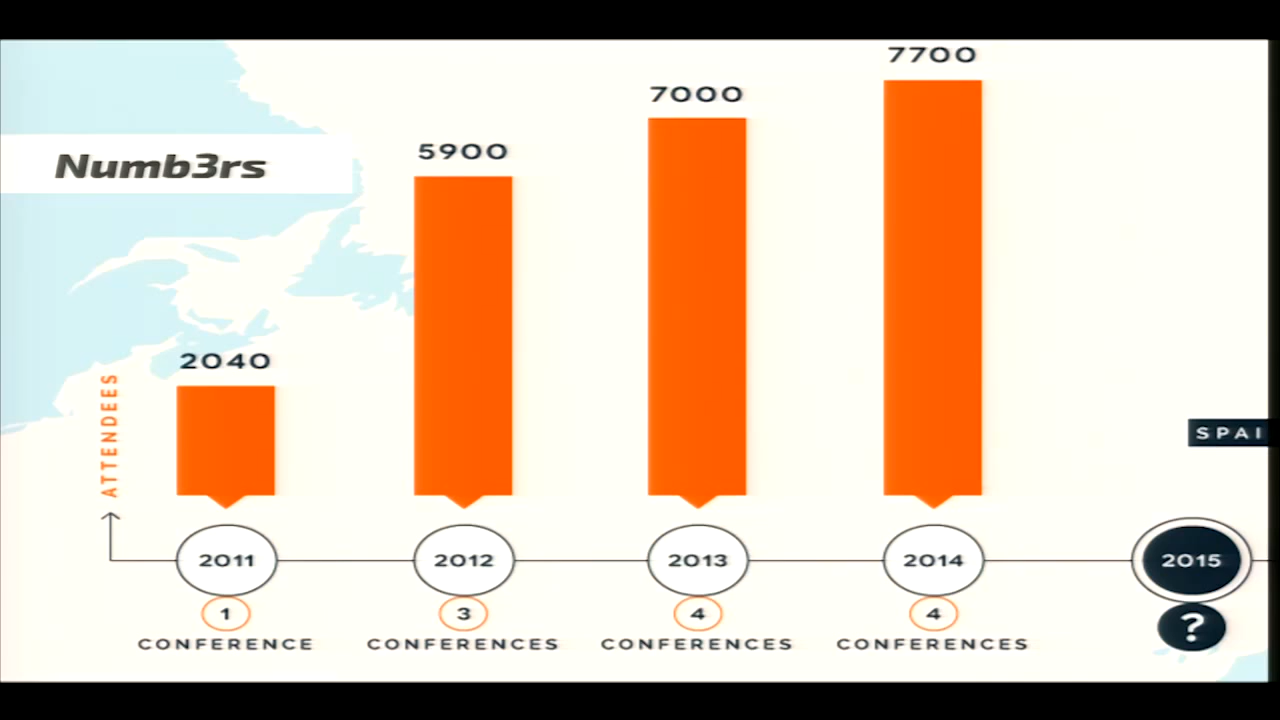 7700
7000
Numb3rs
5900
2040
ATTENDEES
SPAI
2011
2012
2013
2014
2015
1
3
4
4
?
CONFERENCE
CONFERENCES
CONFERENCES
CONFERENCES